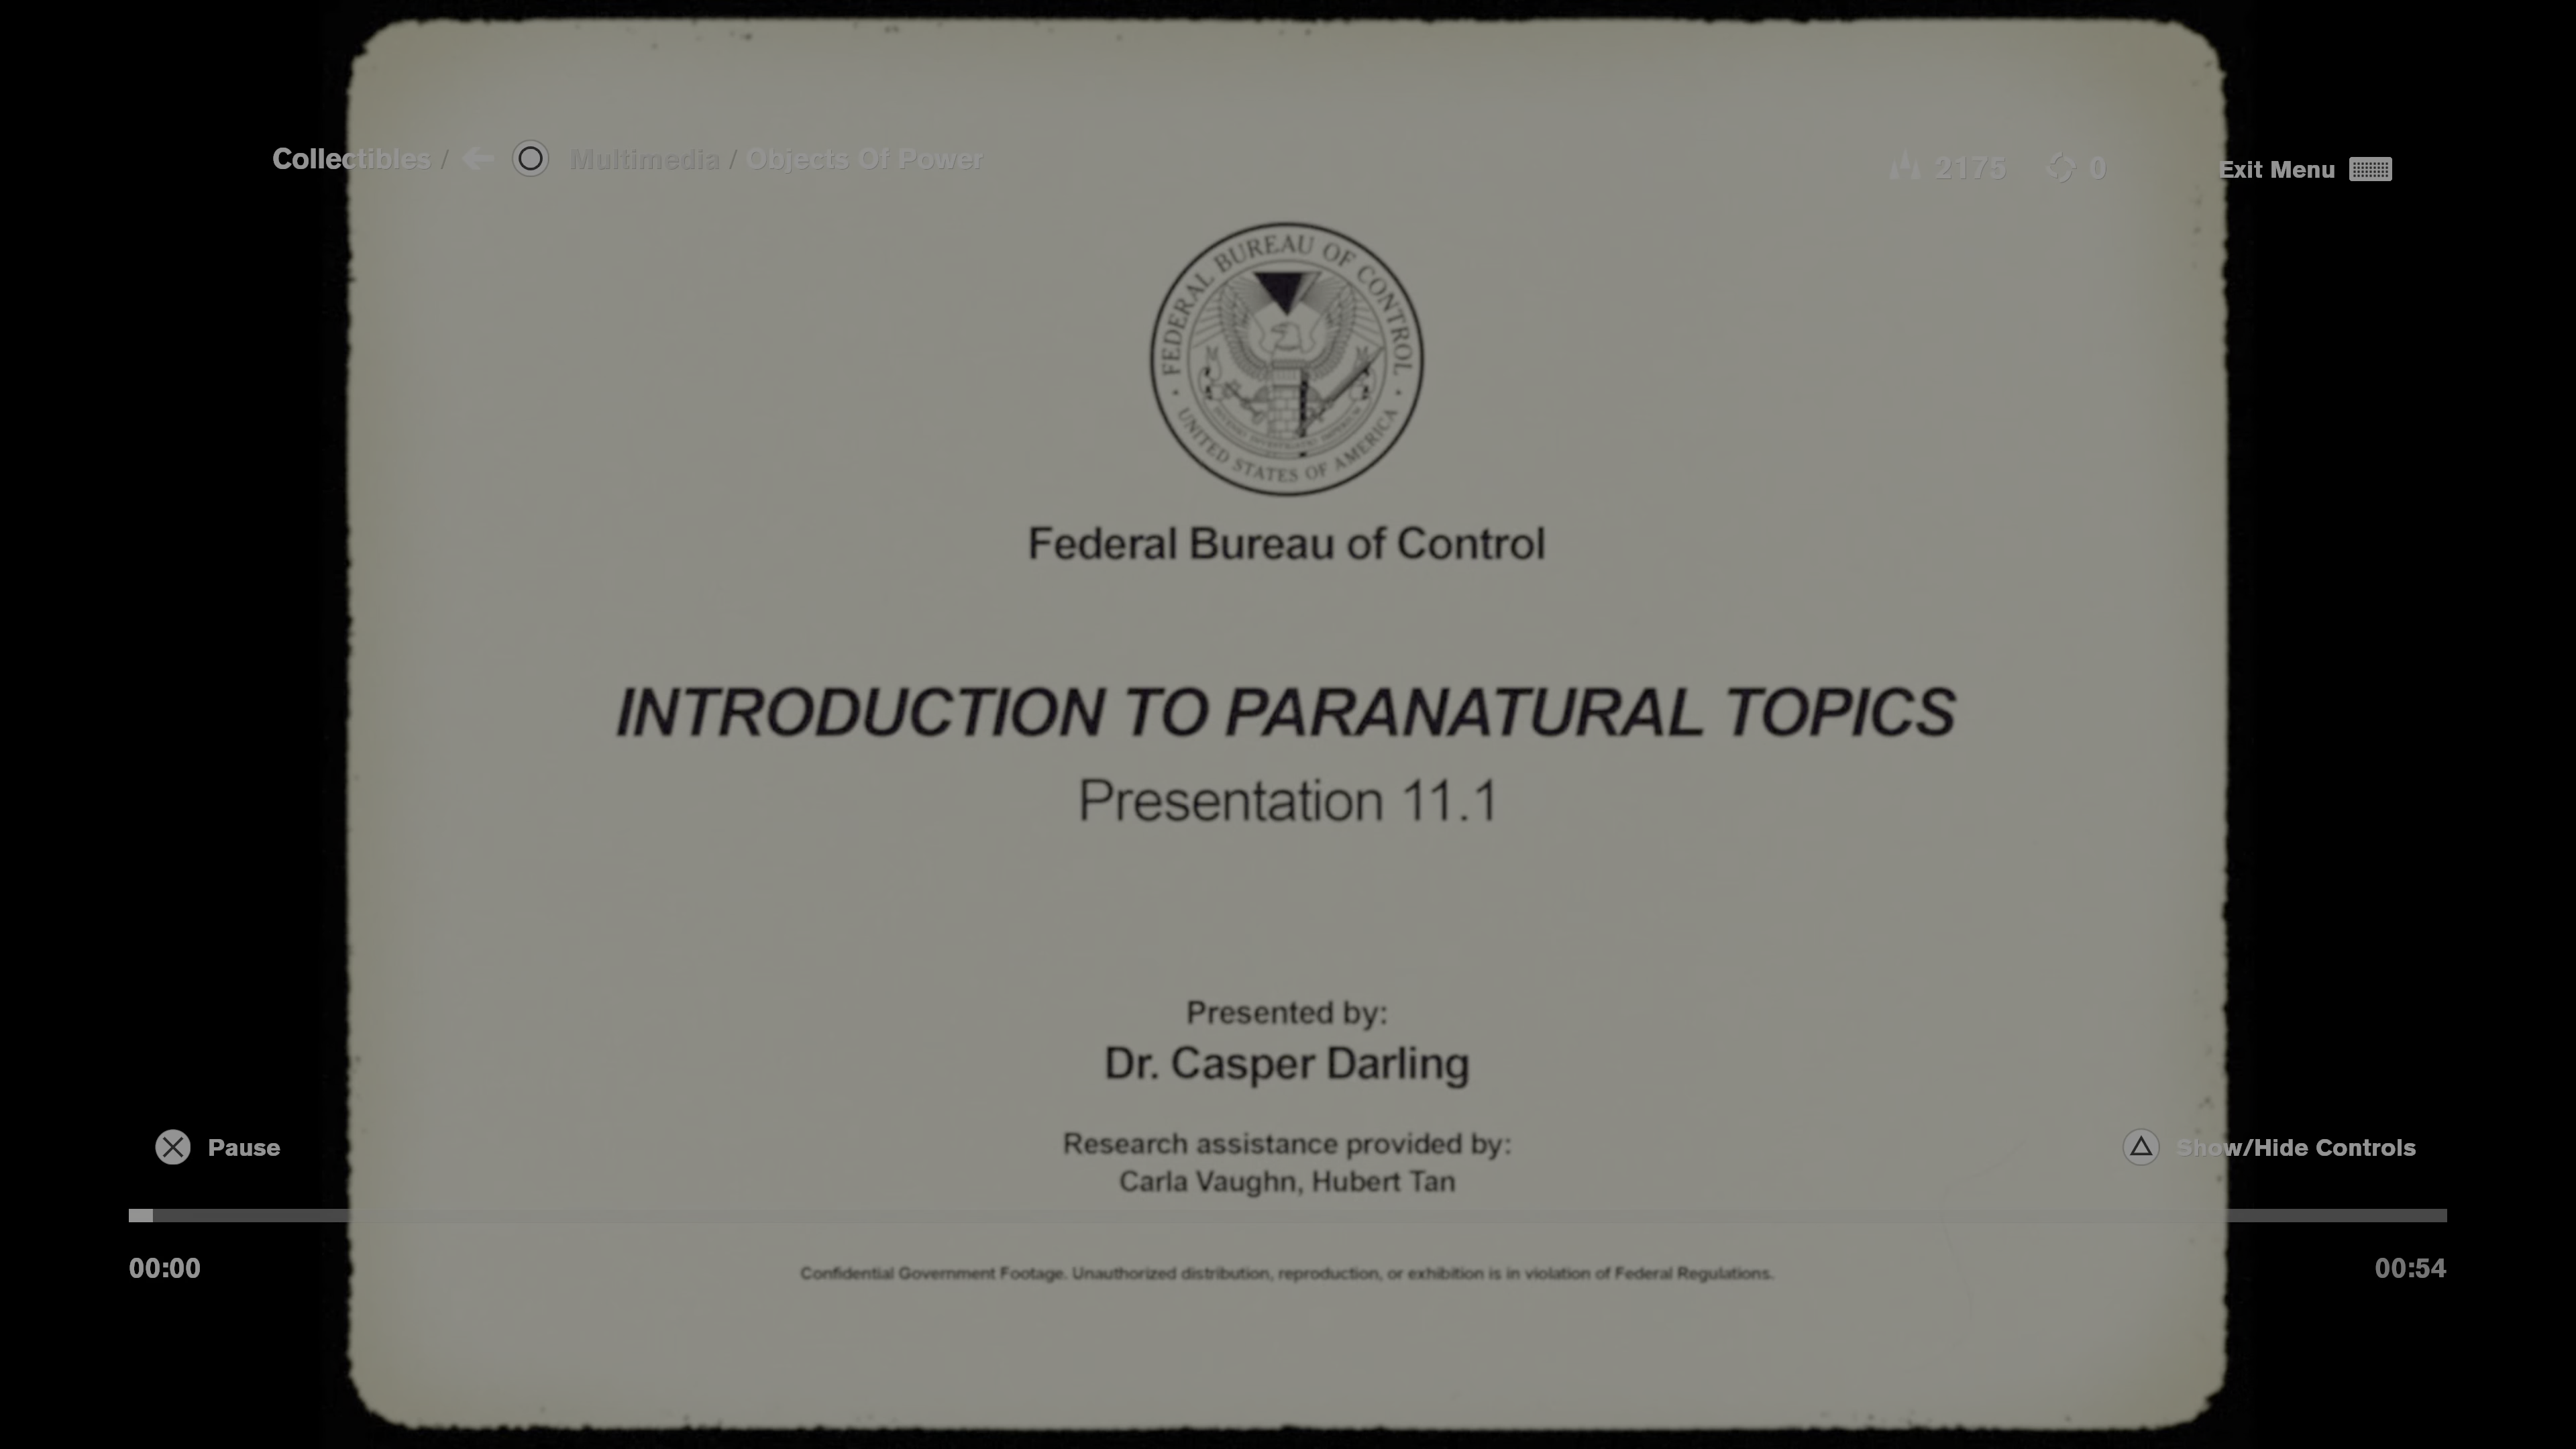 Collectibles / Multimedia / Objects Of Power
2175 0 Exit Menu
FEDERAL BUREAU OF CONTROL
UNITED STATES OF AMERICA
Federal Bureau of Control
INTRODUCTION TO PARANATURAL TOPICS
Presentation 11.1
Presented by:
Dr. Casper Darling
Research assistance provided by:
Carla Vaughn, Hubert Tan
Pause
Show/Hide Controls
00:00
00:54
Confidential Government Footage. Unauthorized distribution, reproduction, or exhibition is in violation of Federal Regulations.